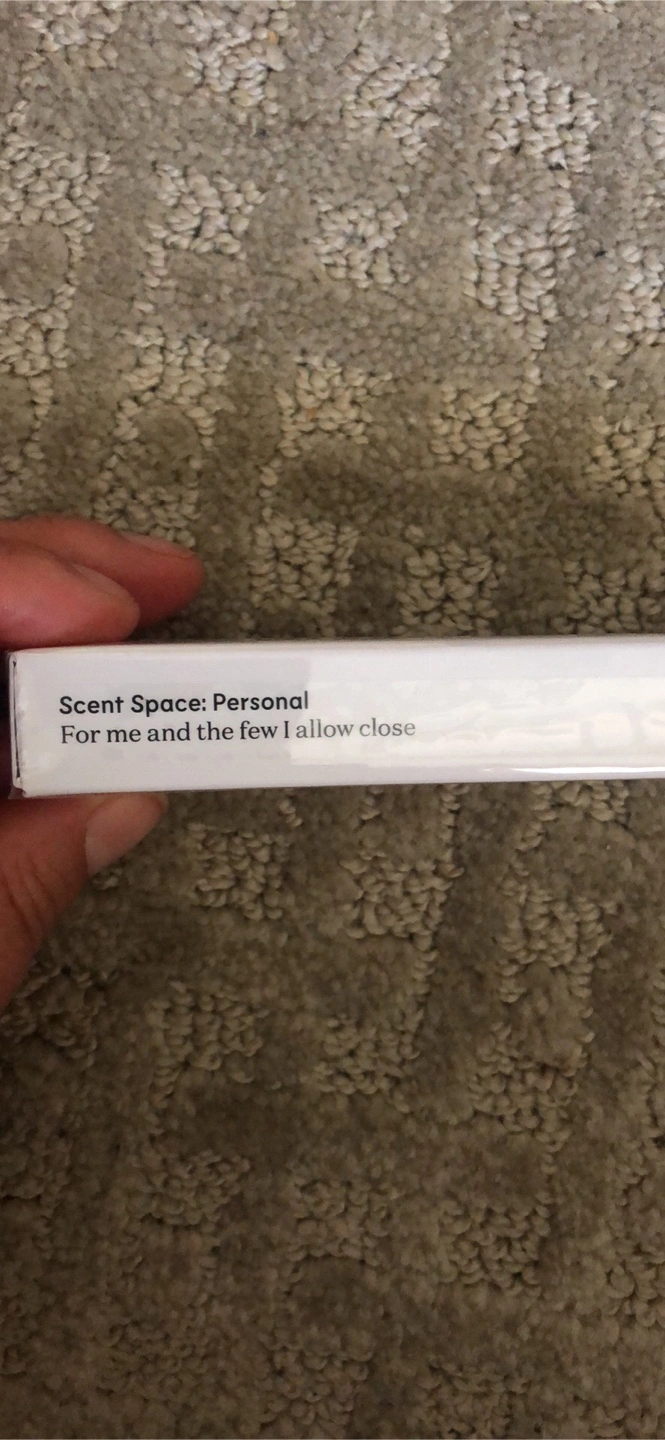 Scent Space: Personal
For me and the few I allow close